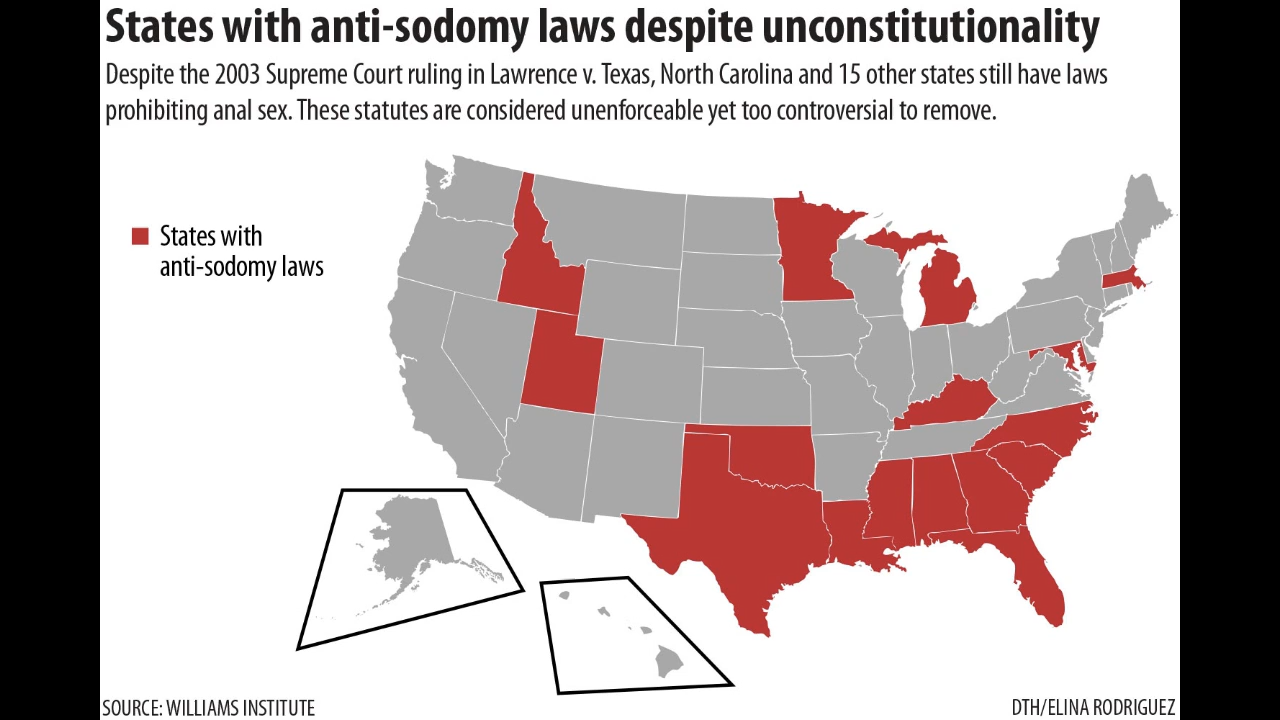 States with anti-sodomy laws despite unconstitutionality
Despite the 2003 Supreme Court ruling in Lawrence v. Texas, North Carolina and 15 other states still have laws
prohibiting anal sex. These statutes are considered unenforceable yet too controversial to remove.
States with
anti-sodomy laws
SOURCE: WILLIAMS INSTITUTE
DTH/ELINA RODRIGUEZ